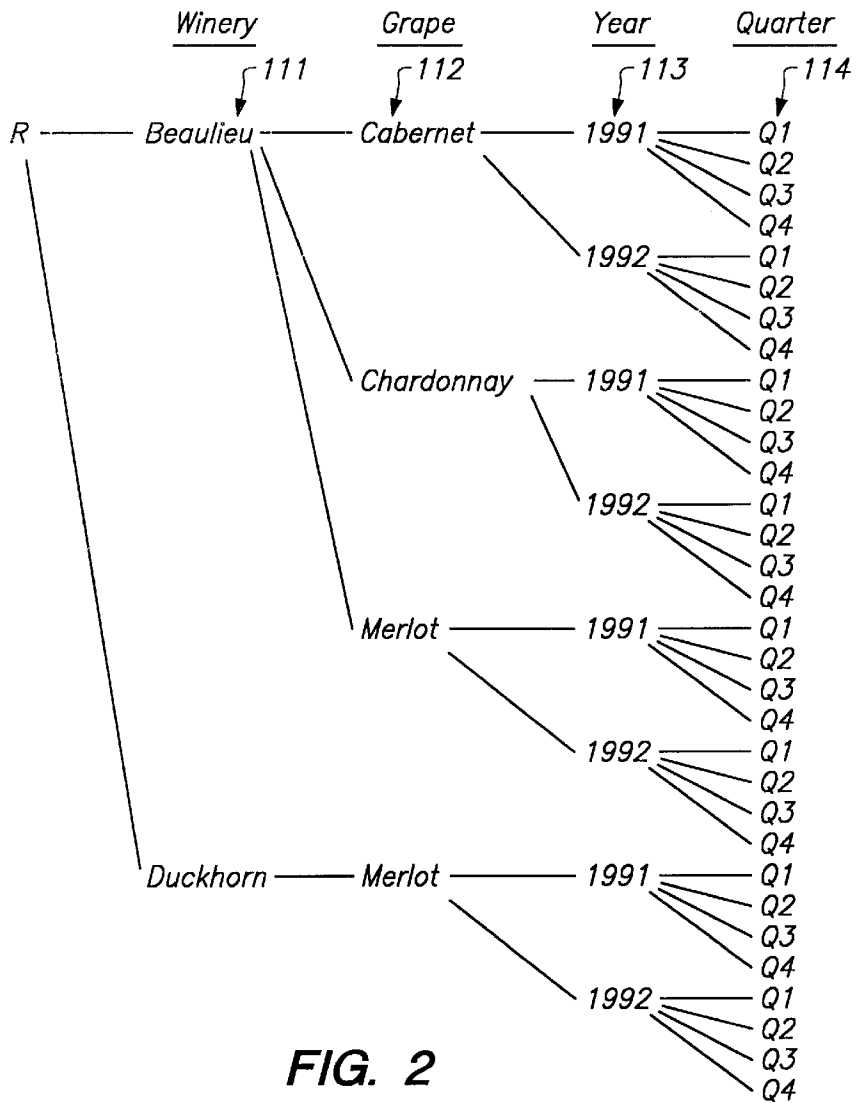 Winery Grape Year Quarter
111 112 113 114
R Beaulieu Cabernet 1991 Q1
Q2
Q3
Q4
1992 Q1
Q2
Q3
Q4
Chardonnay 1991 Q1
Q2
Q3
Q4
1992 Q1
Q2
Q3
Q4
Merlot 1991 Q1
Q2
Q3
Q4
1992 Q1
Q2
Q3
Q4
Duckhorn Merlot 1991 Q1
Q2
Q3
Q4
1992 Q1
Q2
Q3
Q4
FIG. 2